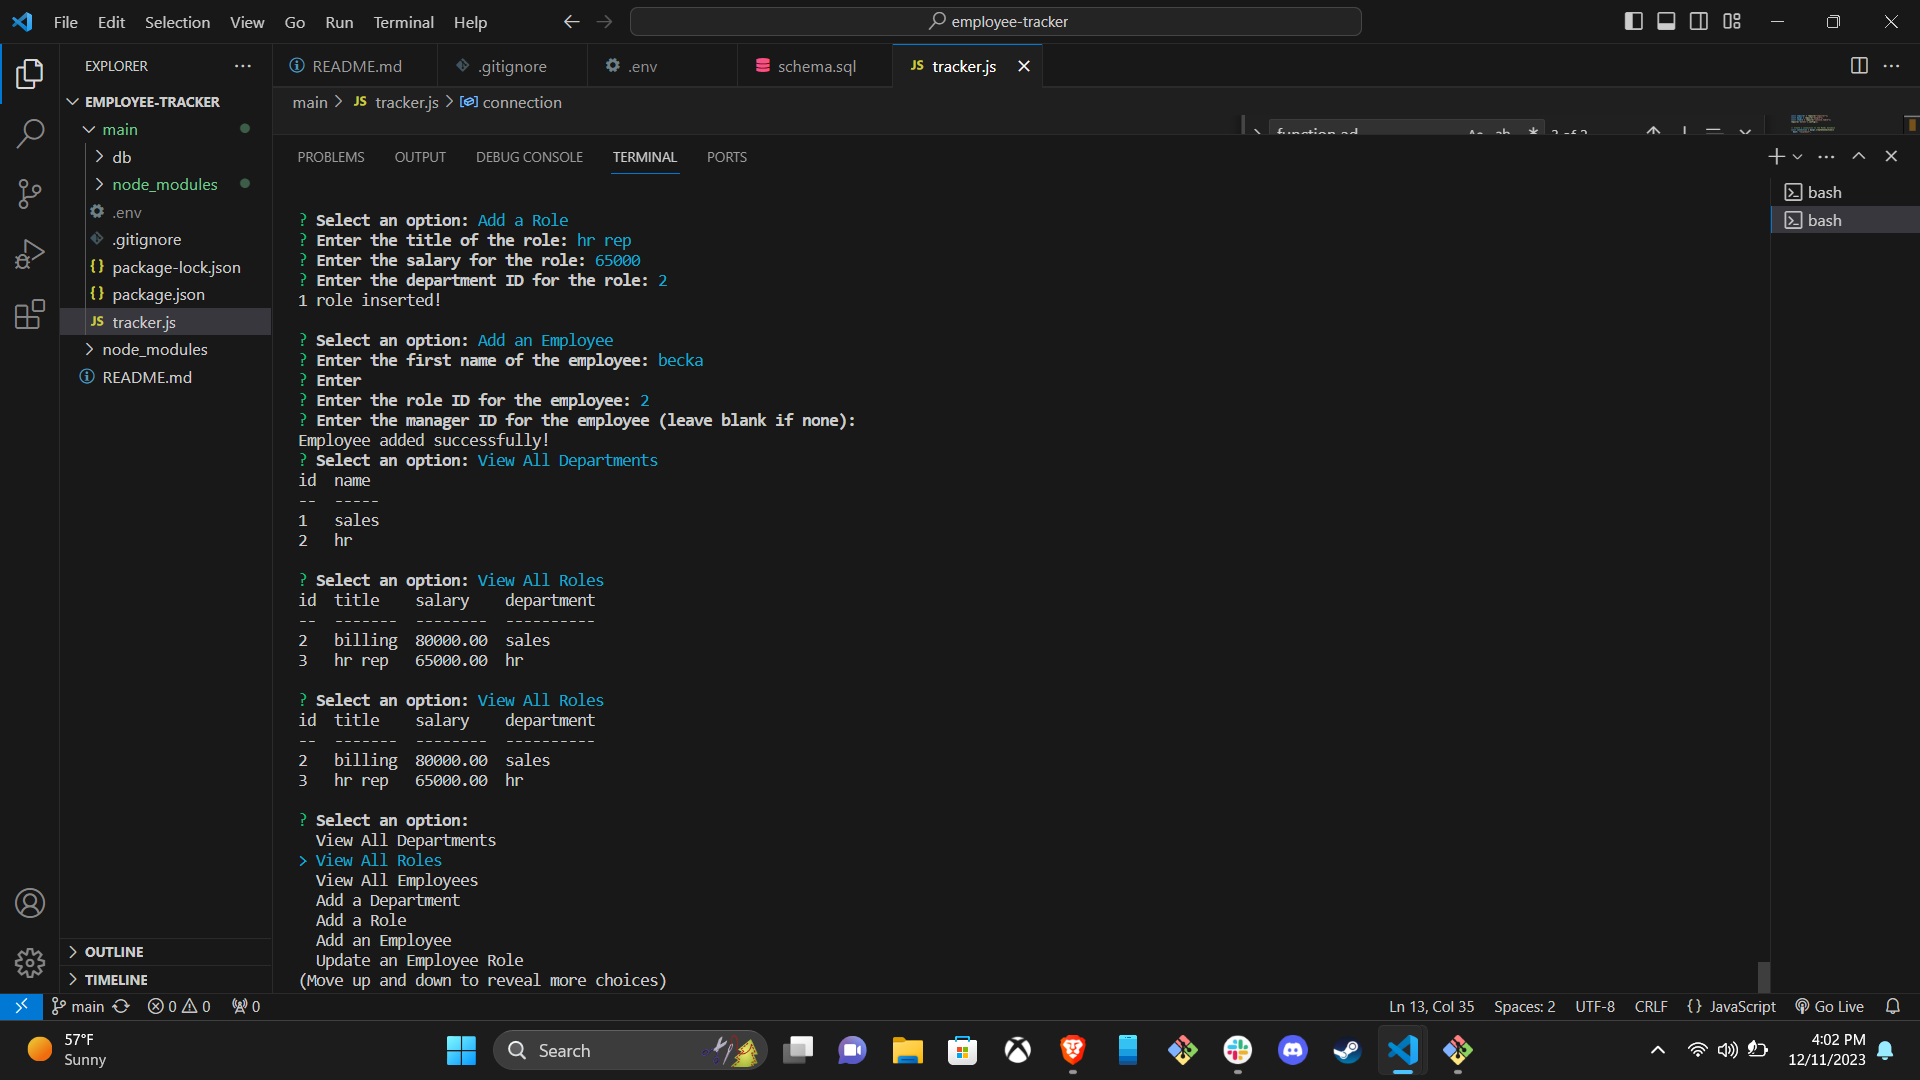 File Edit Selection View Go Run Terminal Help
employee-tracker
EXPLORER
README.md
.gitignore
.env
schema.sql
JS tracker.js
main > JS tracker.js > connection
EMPLOYEE-TRACKER
main
db
node_modules
.env
.gitignore
{} package-lock.json
{} package.json
JS tracker.js
node_modules
README.md
OUTLINE
TIMELINE
function ad
2 of 2
PROBLEMS OUTPUT DEBUG CONSOLE TERMINAL PORTS
bash
bash
? Select an option: Add a Role
? Enter the title of the role: hr rep
? Enter the salary for the role: 65000
? Enter the department ID for the role: 2
1 role inserted!
? Select an option: Add an Employee
? Enter the first name of the employee: becka
? Enter
? Enter the role ID for the employee: 2
? Enter the manager ID for the employee (leave blank if none):
Employee added successfully!
? Select an option: View All Departments
id name
-- -----
1 sales
2 hr
? Select an option: View All Roles
id title salary department
-- ------- -------- ----------
2 billing 80000.00 sales
3 hr rep 65000.00 hr
? Select an option: View All Roles
id title salary department
-- ------- -------- ----------
2 billing 80000.00 sales
3 hr rep 65000.00 hr
? Select an option:
View All Departments
> View All Roles
View All Employees
Add a Department
Add a Role
Add an Employee
Update an Employee Role
(Move up and down to reveal more choices)
main 0 0 0
Ln 13, Col 35 Spaces: 2 UTF-8 CRLF {} JavaScript Go Live
57°F
Sunny
Search
4:02 PM
12/11/2023